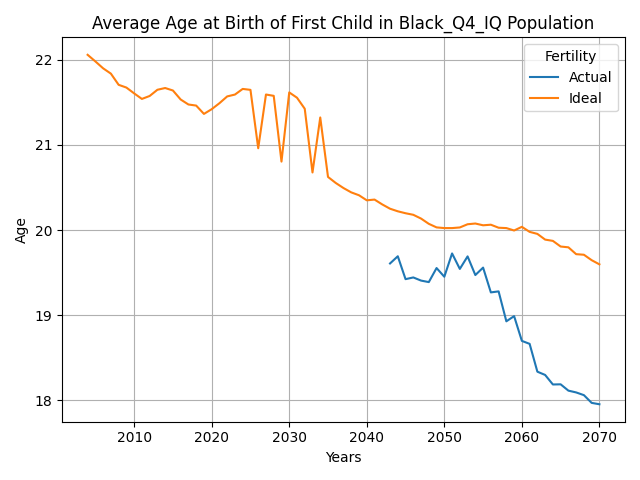 Average Age at Birth of First Child in Black_Q4_IQ Population
Fertility
Actual
Ideal
Age
22
21
20
19
18
2010
2020
2030
2040
2050
2060
2070
Years